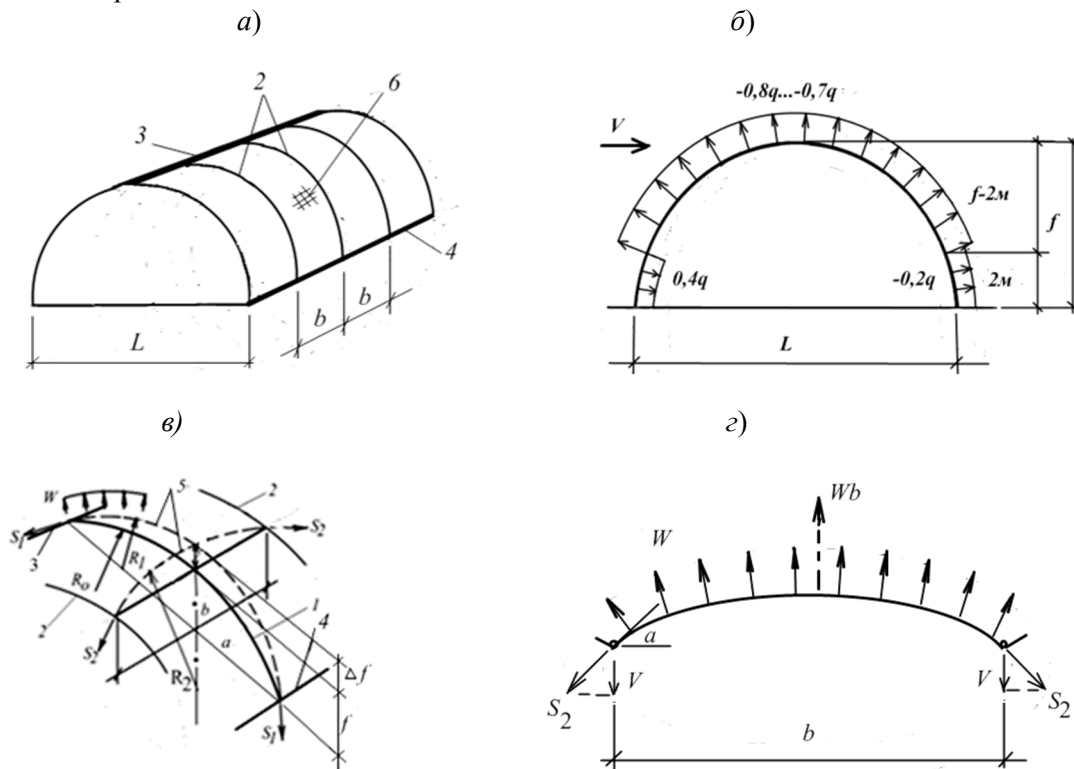 а)
б)
2
6
3
4
b
b
L
-0,8q...-0,7q
V
f-2м
f
0,4q
-0,2q
2м
L
в)
г)
W
5
2
S1
S2
3
R0
R1
2
b
1
4
a
S2
R2
Δf
S1
f
Wb
W
a
V
V
S2
S2
b